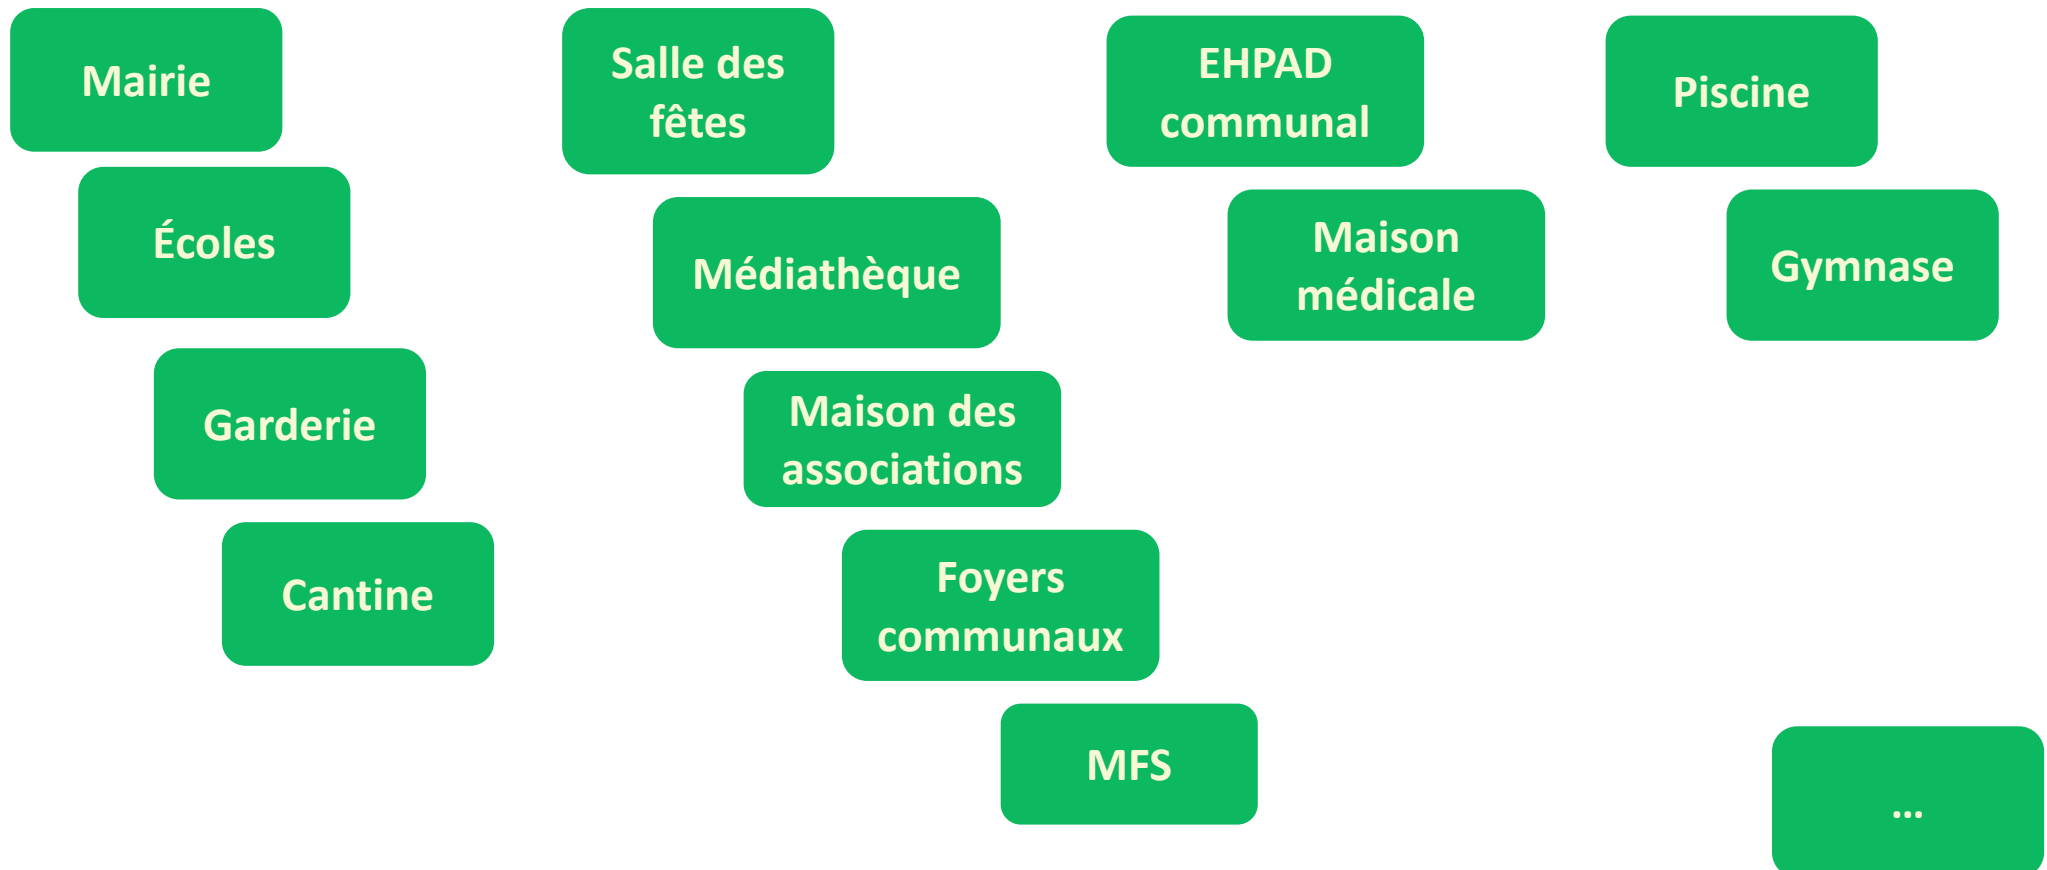 Mairie
Écoles
Garderie
Cantine
Salle des
fêtes
Médiathèque
Maison des
associations
Foyers
communaux
MFS
EHPAD
communal
Maison
médicale
Piscine
Gymnase
...